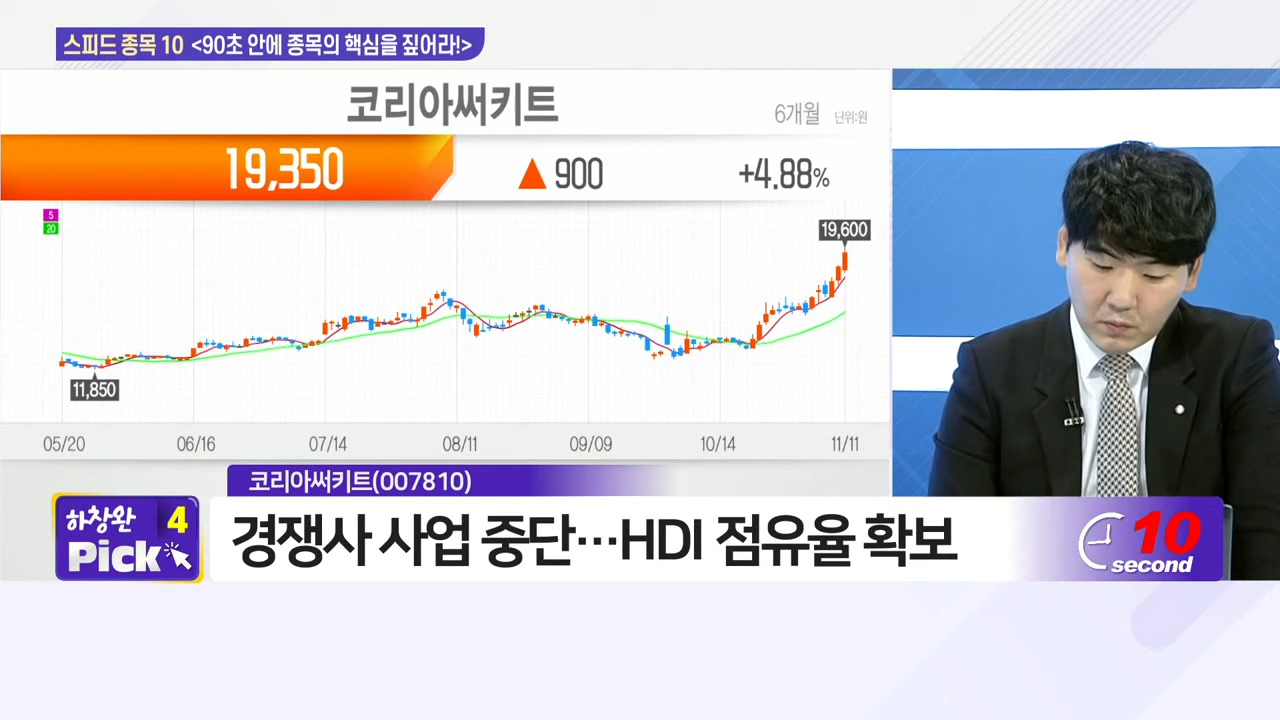 스피드 종목 10 <90초 안에 종목의 핵심을 짚어라!>
코리아써키트
6개월 단위:원
19,350 ▲ 900 +4.88%
5
20
19,600
11,850
05/20 06/16 07/14 08/11 09/09 10/14 11/11
코리아써키트(007810)
하창완 4
Pick
경쟁사 사업 중단…HDI 점유율 확보
10
second